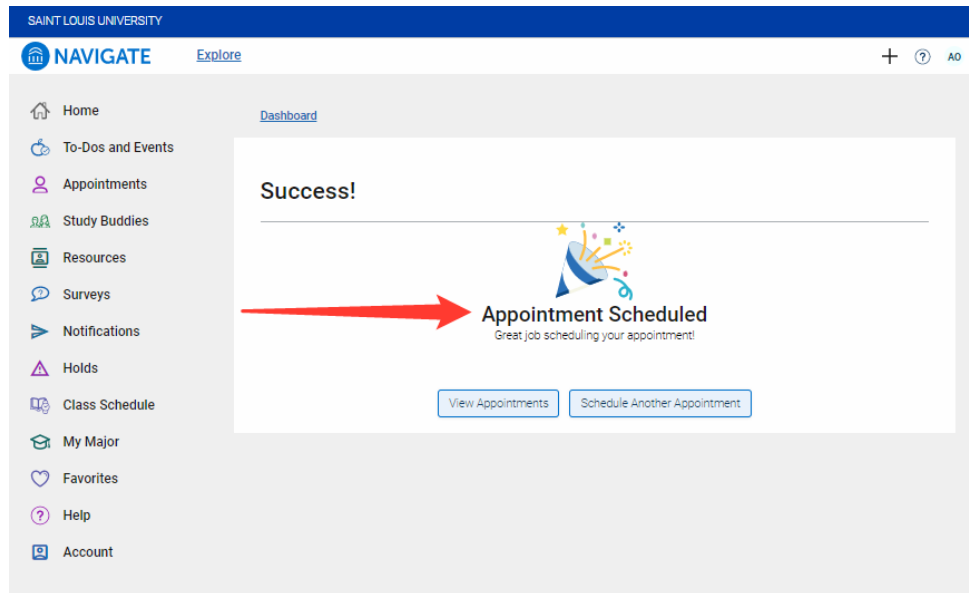 SAINT LOUIS UNIVERSITY
NAVIGATE
Explore
?
AO
Home
To-Dos and Events
Appointments
Study Buddies
Resources
Surveys
Notifications
Holds
Class Schedule
My Major
Favorites
Help
Account
Dashboard
Success!
Appointment Scheduled
Great job scheduling your appointment!
View Appointments
Schedule Another Appointment